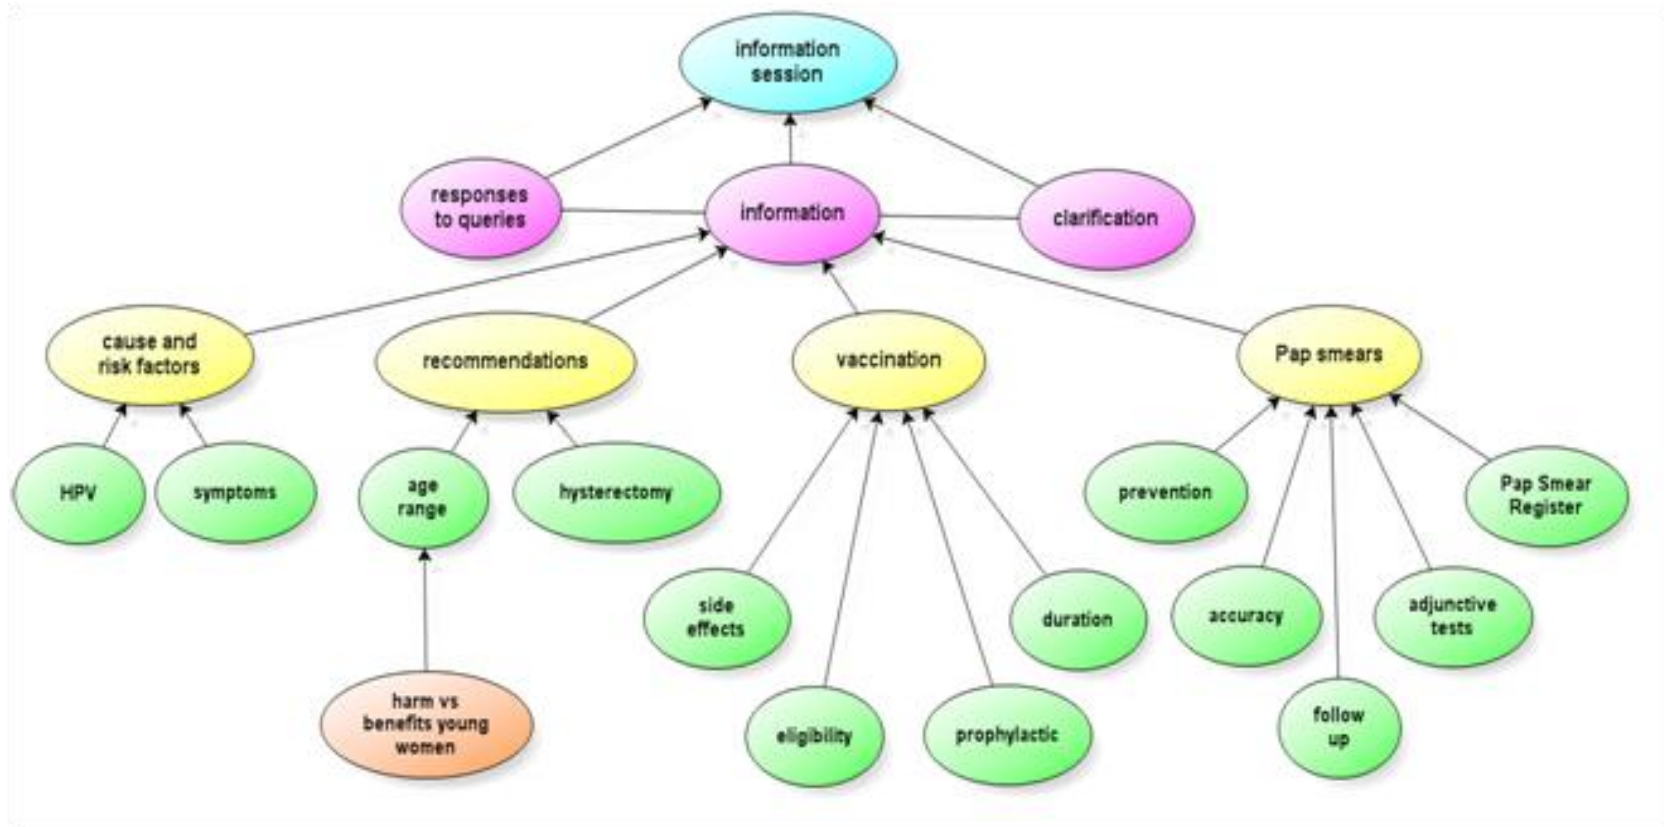 information
session
responses
to queries
information
clarification
cause and
risk factors
recommendations
vaccination
Pap smears
HPV
symptoms
age
range
hysterectomy
prevention
Pap Smear
Register
side
effects
duration
accuracy
adjunctive
tests
harm vs
benefits young
women
eligibility
prophylactic
follow
up